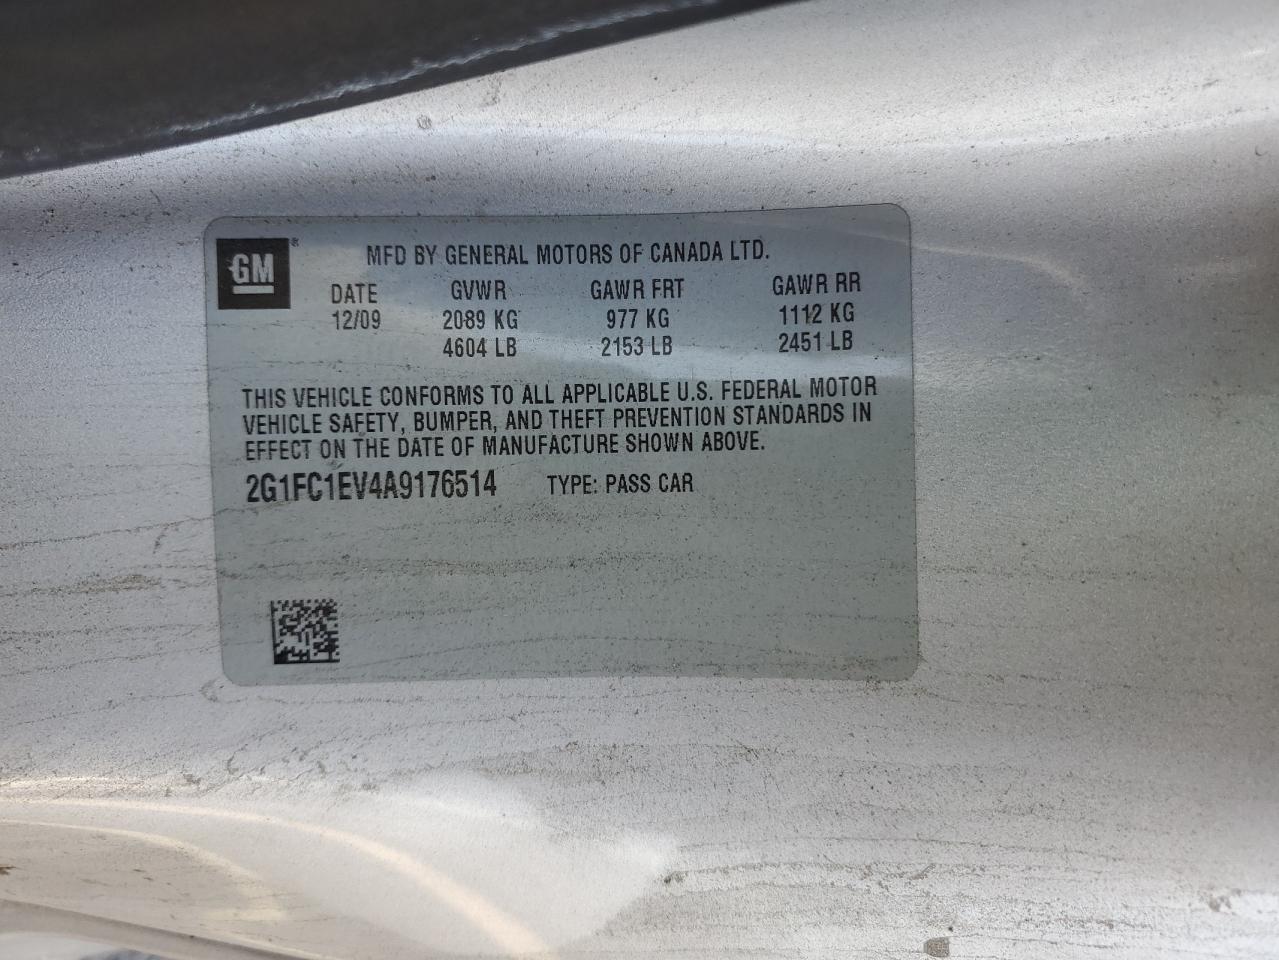 GM ®
MFD BY GENERAL MOTORS OF CANADA LTD.
DATE GVWR GAWR FRT GAWR RR
12/09 2089 KG 977 KG 1112 KG
4604 LB 2153 LB 2451 LB
THIS VEHICLE CONFORMS TO ALL APPLICABLE U.S. FEDERAL MOTOR
VEHICLE SAFETY, BUMPER, AND THEFT PREVENTION STANDARDS IN
EFFECT ON THE DATE OF MANUFACTURE SHOWN ABOVE.
2G1FC1EV4A9176514 TYPE: PASS CAR